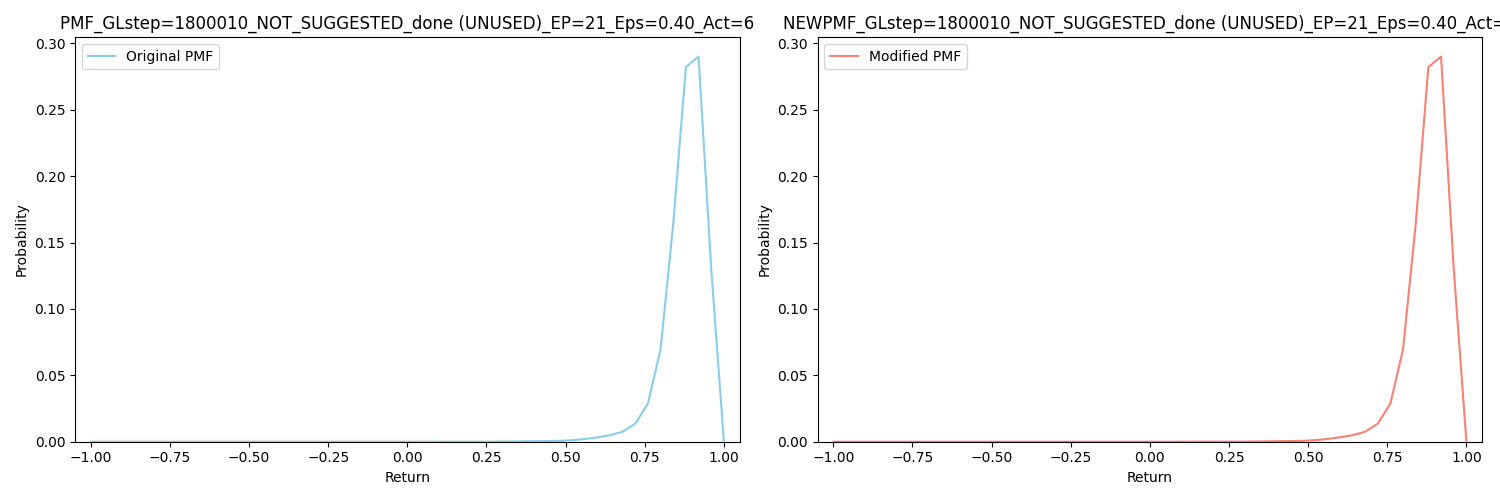 PMF_GLstep=1800010_NOT_SUGGESTED_done (UNUSED)_EP=21_Eps=0.40_Act=6
Original PMF
0.30
0.25
0.20
0.15
0.10
0.05
0.00
Probability
−1.00 −0.75 −0.50 −0.25 0.00 0.25 0.50 0.75 1.00
Return
NEWPMF_GLstep=1800010_NOT_SUGGESTED_done (UNUSED)_EP=21_Eps=0.40_Act=
Modified PMF
0.30
0.25
0.20
0.15
0.10
0.05
0.00
Probability
−1.00 −0.75 −0.50 −0.25 0.00 0.25 0.50 0.75 1.00
Return